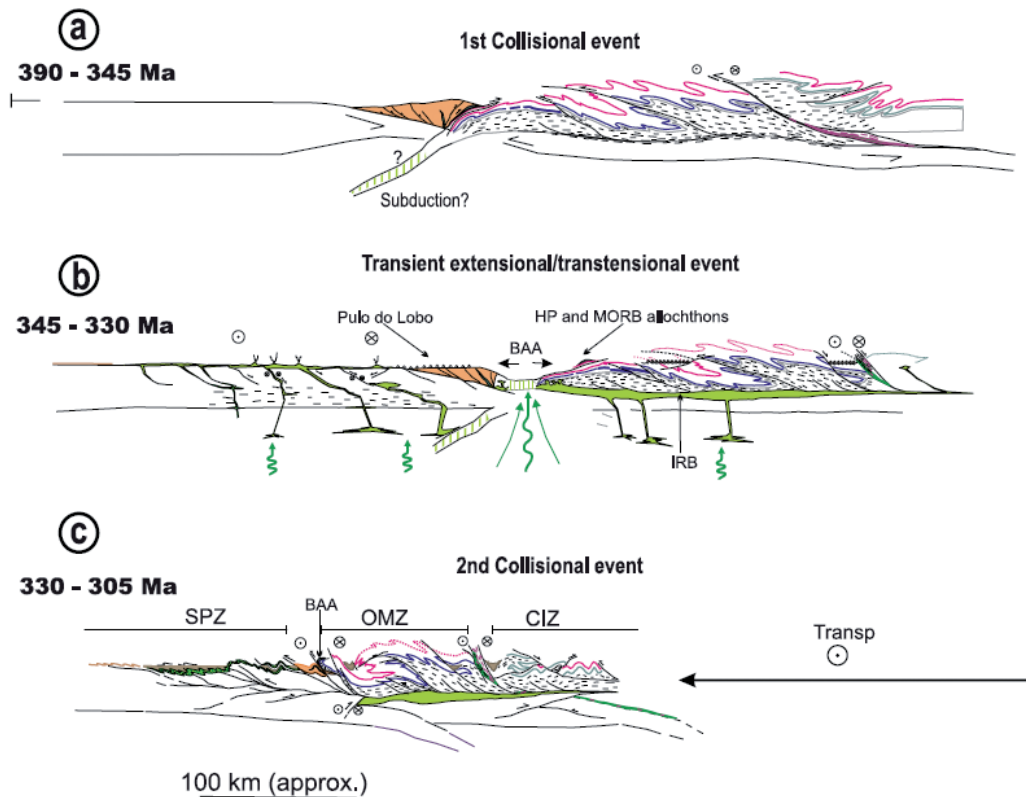 a
1st Collisional event
390 - 345 Ma
?
Subduction?
b
Transient extensional/transtensional event
345 - 330 Ma
Pulo do Lobo
HP and MORB allochthons
BAA
IRB
c
2nd Collisional event
330 - 305 Ma
SPZ
BAA
OMZ
CIZ
Transp
100 km (approx.)